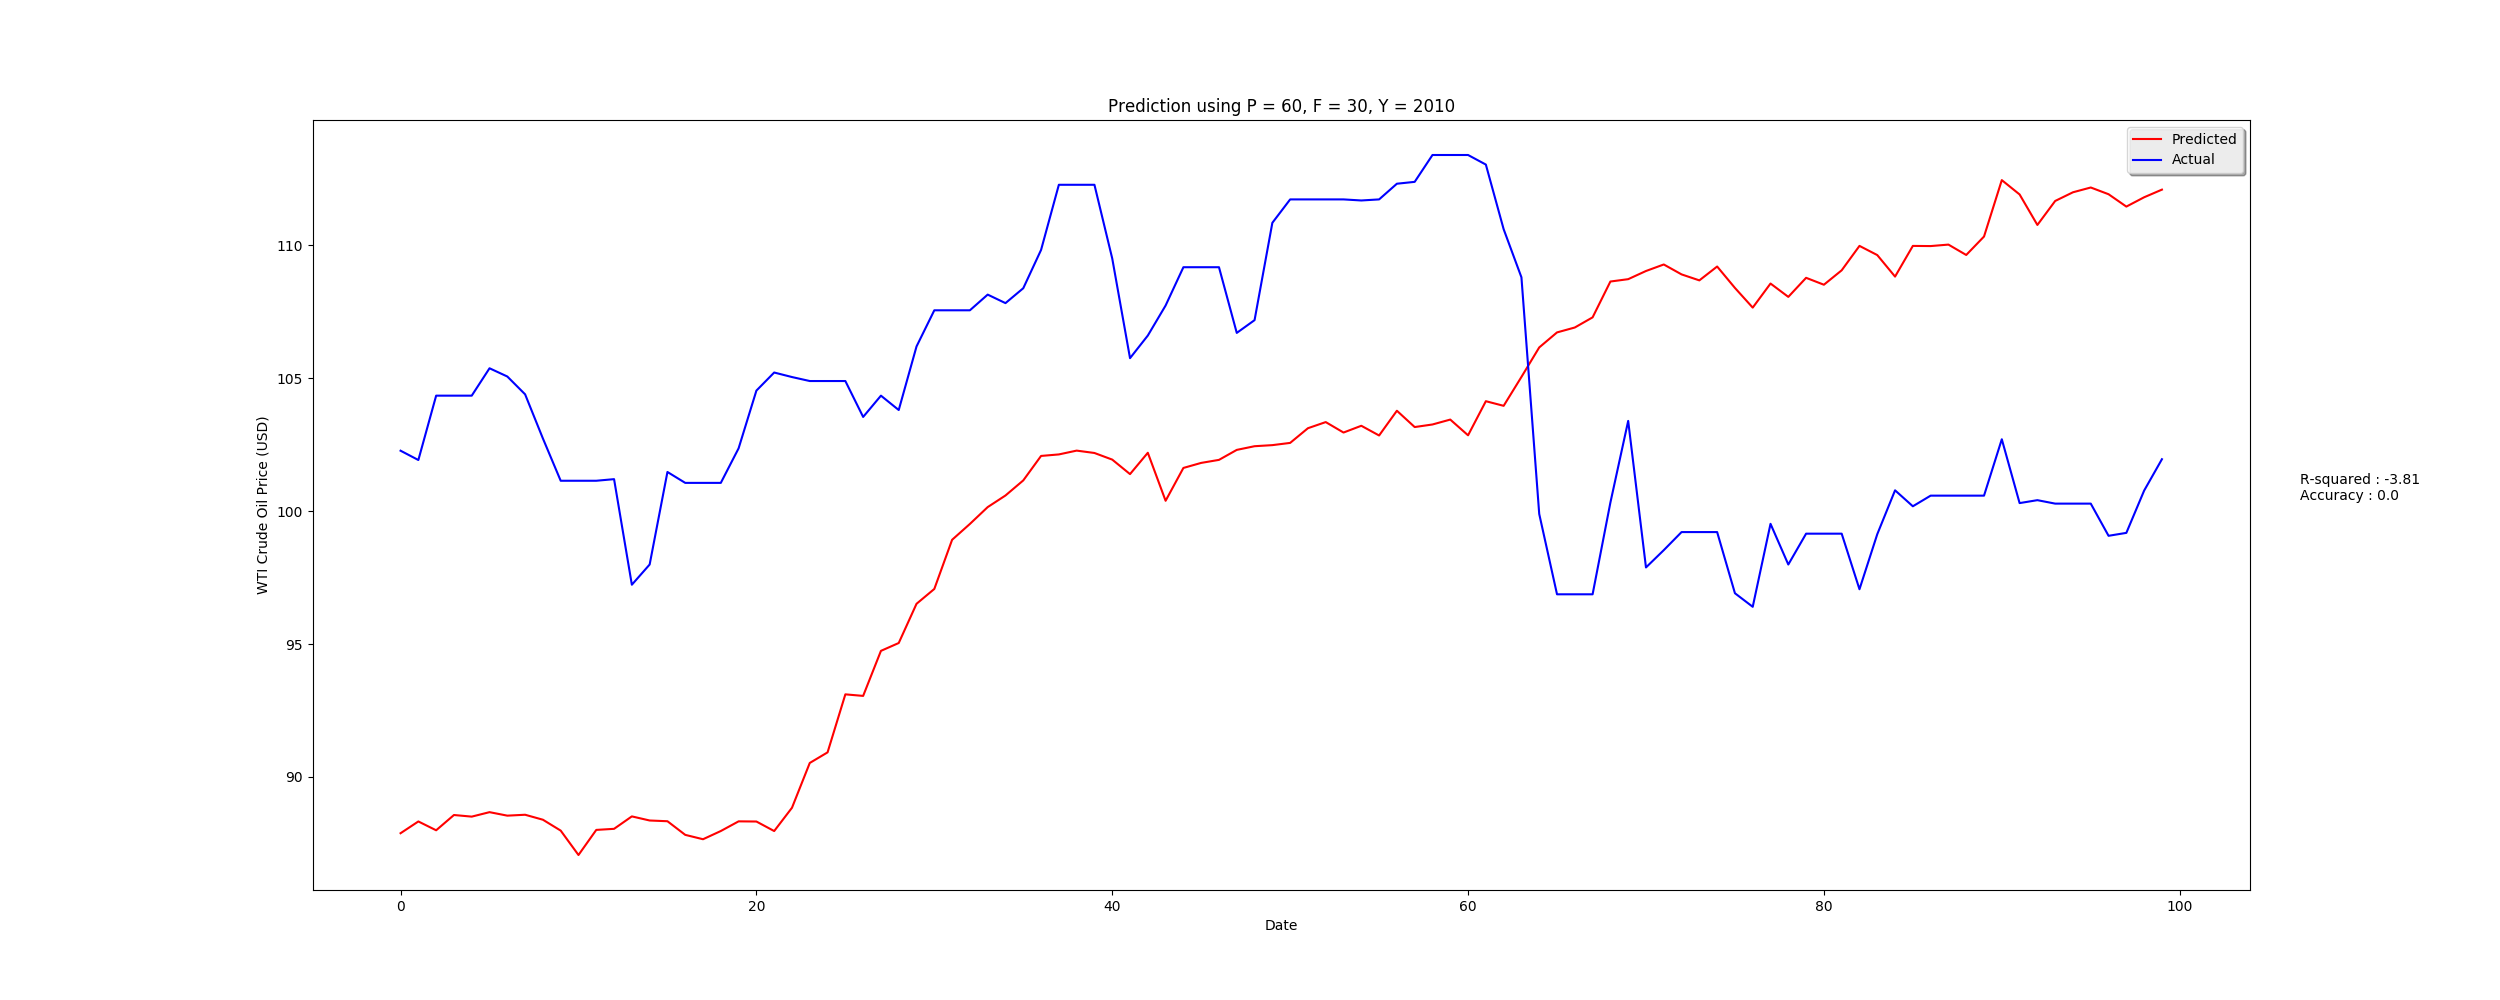 Prediction using P = 60, F = 30, Y = 2010
Predicted
Actual
110
105
100
95
90
WTI Crude Oil Price (USD)
0
20
40
60
80
100
Date
R-squared : -3.81
Accuracy : 0.0